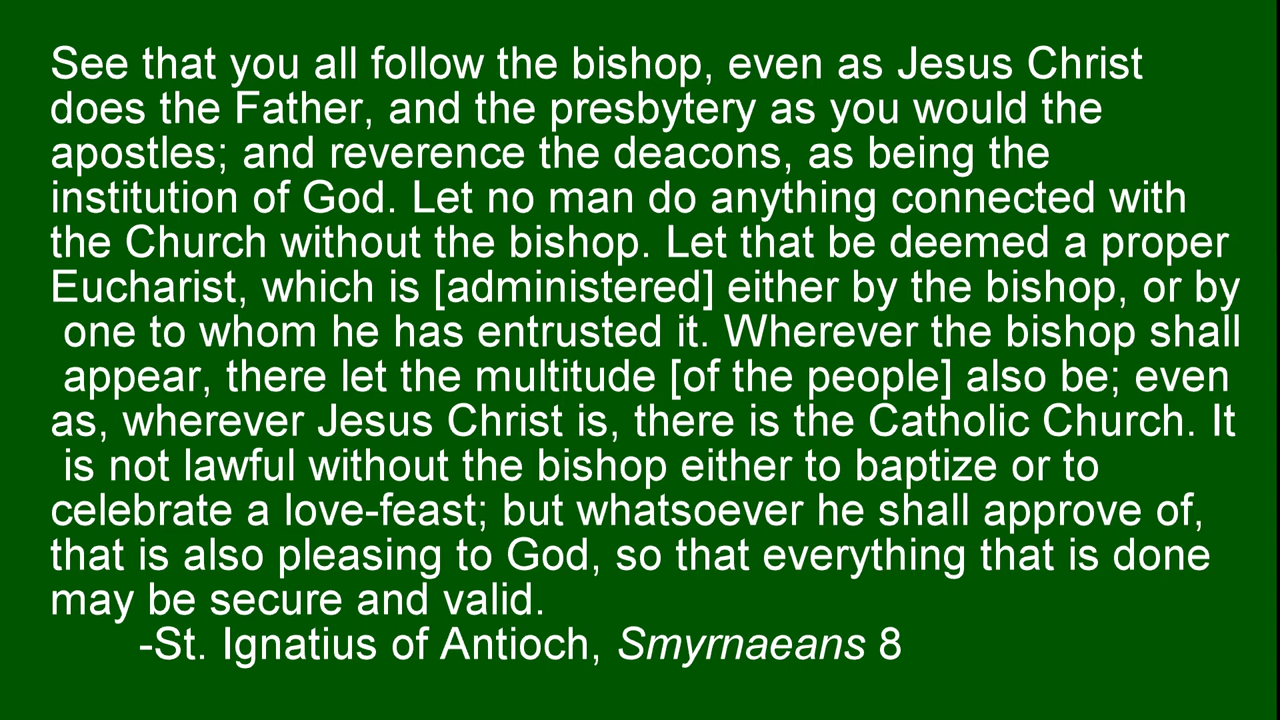 See that you all follow the bishop, even as Jesus Christ
does the Father, and the presbytery as you would the
apostles; and reverence the deacons, as being the
institution of God. Let no man do anything connected with
the Church without the bishop. Let that be deemed a proper
Eucharist, which is [administered] either by the bishop, or by
one to whom he has entrusted it. Wherever the bishop shall
appear, there let the multitude [of the people] also be; even
as, wherever Jesus Christ is, there is the Catholic Church. It
is not lawful without the bishop either to baptize or to
celebrate a love-feast; but whatsoever he shall approve of,
that is also pleasing to God, so that everything that is done
may be secure and valid.
-St. Ignatius of Antioch, Smyrnaeans 8